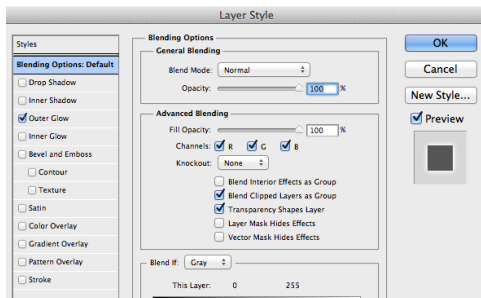 Layer Style
Styles
Blending Options: Default
Drop Shadow
Inner Shadow
Outer Glow
Inner Glow
Bevel and Emboss
Contour
Texture
Satin
Color Overlay
Gradient Overlay
Pattern Overlay
Stroke
Blending Options
General Blending
Blend Mode: Normal
Opacity: 100 %
Advanced Blending
Fill Opacity: 100 %
Channels: R G B
Knockout: None
Blend Interior Effects as Group
Blend Clipped Layers as Group
Transparency Shapes Layer
Layer Mask Hides Effects
Vector Mask Hides Effects
Blend If: Gray
This Layer: 0 255
OK
Cancel
New Style...
Preview